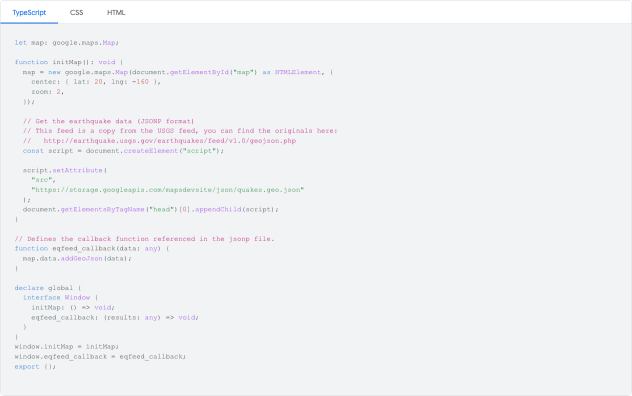 TypeScript CSS HTML
let map: google.maps.Map;
function initMap(): void {
  map = new google.maps.Map(document.getElementById("map") as HTMLElement, {
    center: { lat: 20, lng: -160 },
    zoom: 2,
  });
  // Get the earthquake data (JSONP format)
  // This feed is a copy from the USGS feed, you can find the originals here:
  //   http://earthquake.usgs.gov/earthquakes/feed/v1.0/geojson.php
  const script = document.createElement("script");
  script.setAttribute(
    "src",
    "https://storage.googleapis.com/mapsdevsite/json/quakes.geo.json"
  );
  document.getElementsByTagName("head")[0].appendChild(script);
}
// Defines the callback function referenced in the jsonp file.
function eqfeed_callback(data: any) {
  map.data.addGeoJson(data);
}
declare global {
  interface Window {
    initMap: () => void;
    eqfeed_callback: (results: any) => void;
  }
}
window.initMap = initMap;
window.eqfeed_callback = eqfeed_callback;
export {};